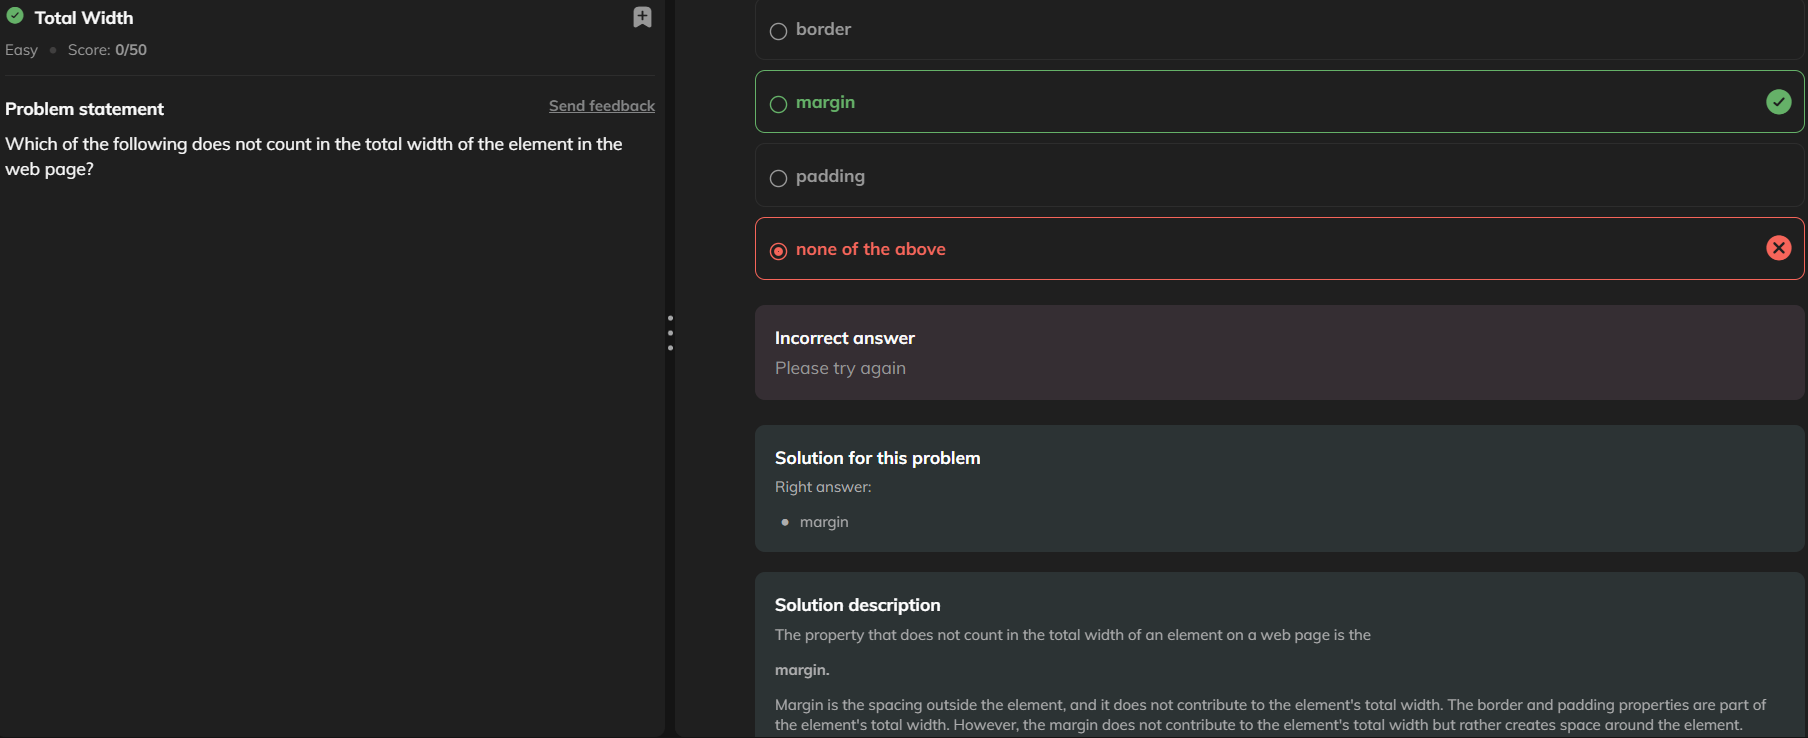 Total Width
Easy • Score: 0/50
Problem statement
Send feedback
Which of the following does not count in the total width of the element in the
web page?
border
margin
padding
none of the above
Incorrect answer
Please try again
Solution for this problem
Right answer:
• margin
Solution description
The property that does not count in the total width of an element on a web page is the
margin.
Margin is the spacing outside the element, and it does not contribute to the element's total width. The border and padding properties are part of
the element's total width. However, the margin does not contribute to the element's total width but rather creates space around the element.